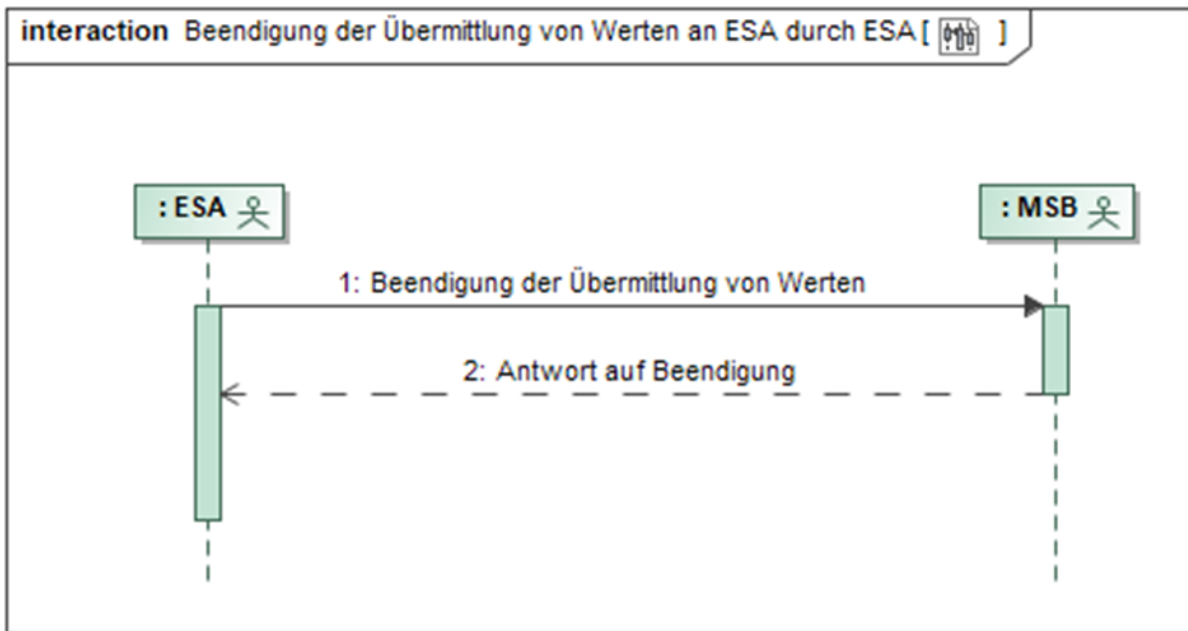 interaction Beendigung der Übermittlung von Werten an ESA durch ESA [ ]
: ESA
: MSB
1: Beendigung der Übermittlung von Werten
2: Antwort auf Beendigung